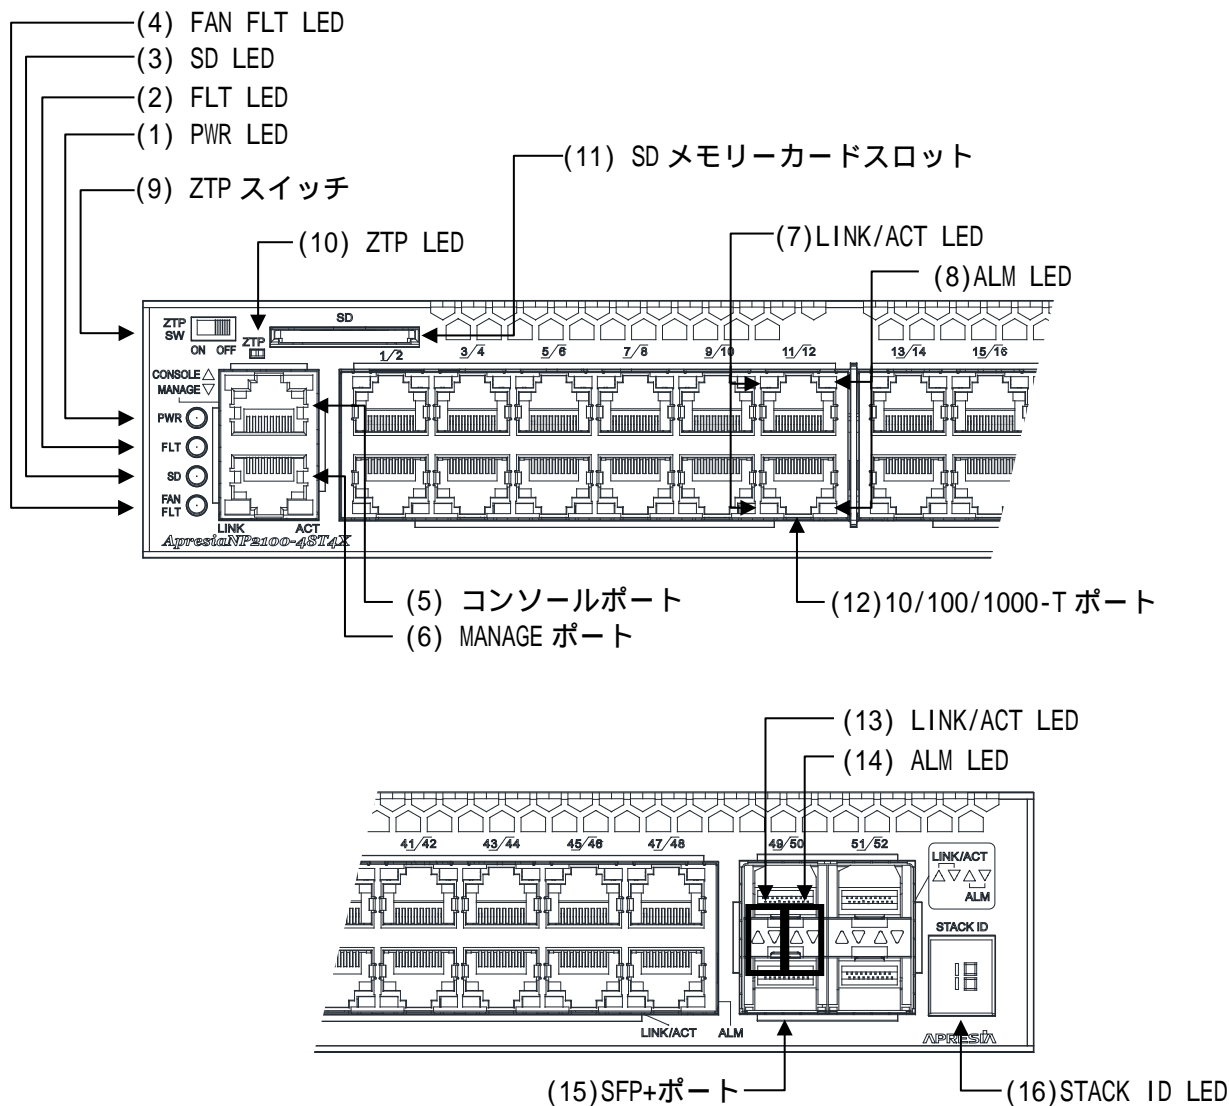 (4) FAN FLT LED
(3) SD LED
(2) FLT LED
(1) PWR LED
(11) SD メモリーカードスロット
(9) ZTP スイッチ
(7)LINK/ACT LED
(10) ZTP LED
(8)ALM LED
ZTP SW
ON OFF
ZTP
SD
1/2 3/4 5/6 7/8 9/10 11/12 13/14 15/16
CONSOLE △
MANAGE ▽
PWR
FLT
SD
FAN FLT
LINK ACT
ApresiaNP2100-48T4X
(5) コンソールポート
(12)10/100/1000-T ポート
(6) MANAGE ポート
(13) LINK/ACT LED
(14) ALM LED
41/42 43/44 45/46 47/48 49/50 51/52
LINK/ACT
△▽△▽
ALM
STACK ID
△▽ △▽ △▽ △▽
18
LINK/ACT ALM
APRESIA
(15)SFP+ポート
(16)STACK ID LED